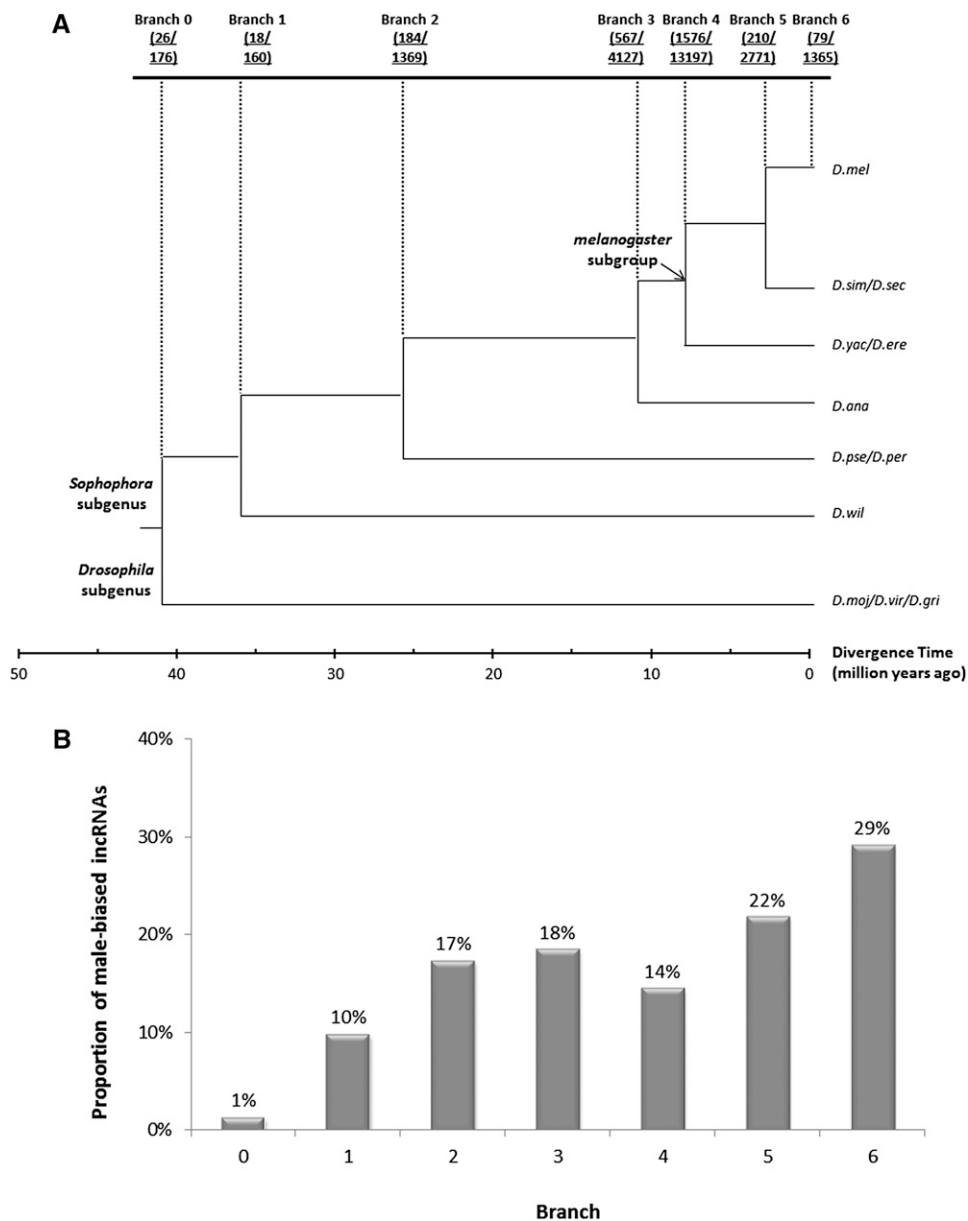 A
Branch 0 Branch 1 Branch 2 Branch 3 Branch 4 Branch 5 Branch 6
(26/ (18/ (184/ (567/ (1576/ (210/ (79/
176) 160) 1369) 4127) 13197) 2771) 1365)
D.mel
melanogaster
subgroup
D.sim/D.sec
D.yac/D.ere
D.ana
D.pse/D.per
Sophophora
subgenus
D.wil
Drosophila
subgenus
D.moj/D.vir/D.gri
Divergence Time
(million years ago)
50 40 30 20 10 0
B
Proportion of male-biased incRNAs
40%
30%
20%
10%
0%
1%
10%
17%
18%
14%
22%
29%
0 1 2 3 4 5 6
Branch